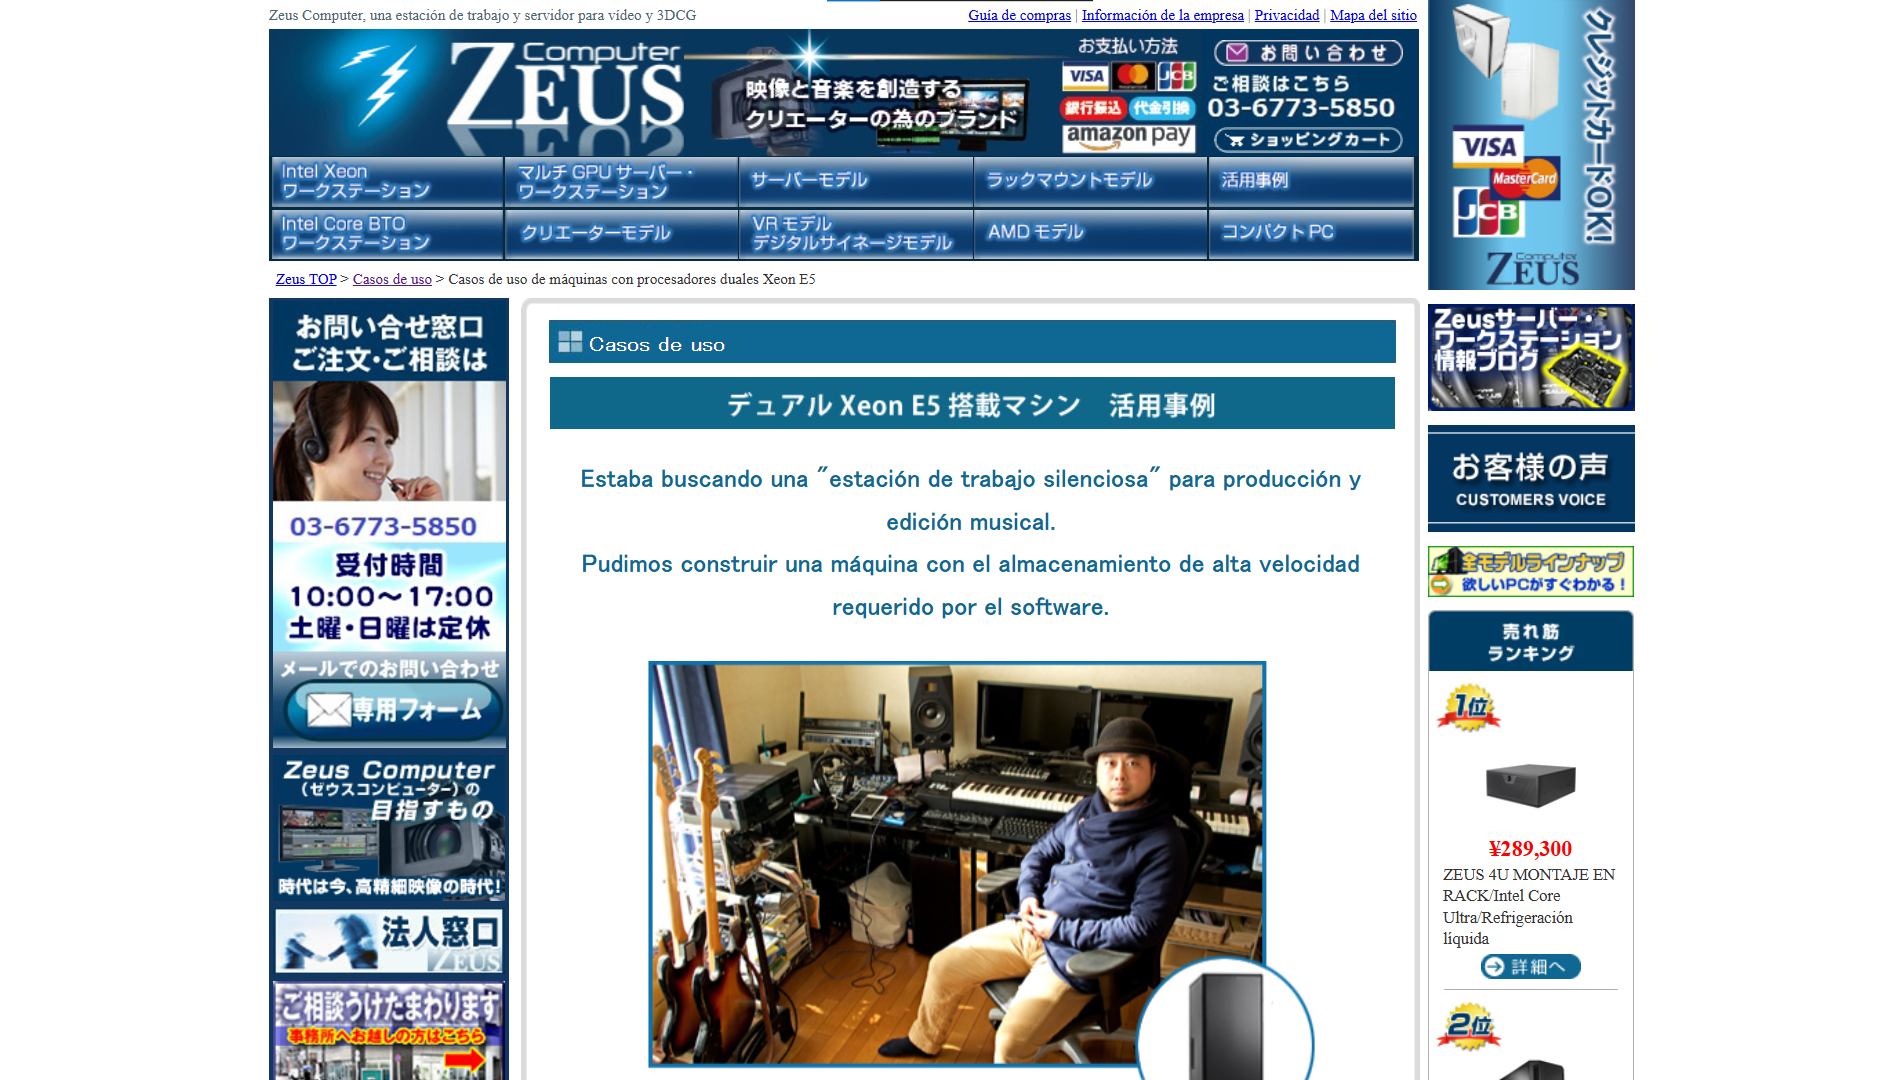 Zeus Computer, una estación de trabajo y servidor para vídeo y 3DCG
Guía de compras | Información de la empresa | Privacidad | Mapa del sitio
Computer
ZEUS
映像と音楽を創造する
クリエーターの為のブランド
お支払い方法
VISA
JCB
銀行振込 代金引換
amazon pay
お問い合わせ
ご相談はこちら
03-6773-5850
ショッピングカート
Intel Xeon
ワークステーション
マルチ GPU サーバー・
ワークステーション
サーバーモデル
ラックマウントモデル
活用事例
Intel Core BTO
ワークステーション
クリエーターモデル
VR モデル
デジタルサイネージモデル
AMD モデル
コンパクト PC
Zeus TOP > Casos de uso > Casos de uso de máquinas con procesadores duales Xeon E5
お問い合せ窓口
ご注文・ご相談は
03-6773-5850
受付時間
10:00～17:00
土曜・日曜は定休
メールでのお問い合わせ
専用フォーム
Zeus Computer
（ゼウスコンピューター）の
目指すもの
時代は今、高精細映像の時代！
法人窓口
ZEUS
ご相談うけたまわります
事務所へお越しの方はこちら
Casos de uso
デュアル Xeon E5 搭載マシン　活用事例
Estaba buscando una "estación de trabajo silenciosa" para producción y
edición musical.
Pudimos construir una máquina con el almacenamiento de alta velocidad
requerido por el software.
クレジットカードOK!
VISA
MasterCard
JCB
Computer
ZEUS
Zeusサーバー・
ワークステーション
情報ブログ
お客様の声
CUSTOMERS VOICE
全モデルラインナップ
欲しいPCがすぐわかる！
売れ筋
ランキング
1位
¥289,300
ZEUS 4U MONTAJE EN
RACK/Intel Core
Ultra/Refrigeración
líquida
詳細へ
2位